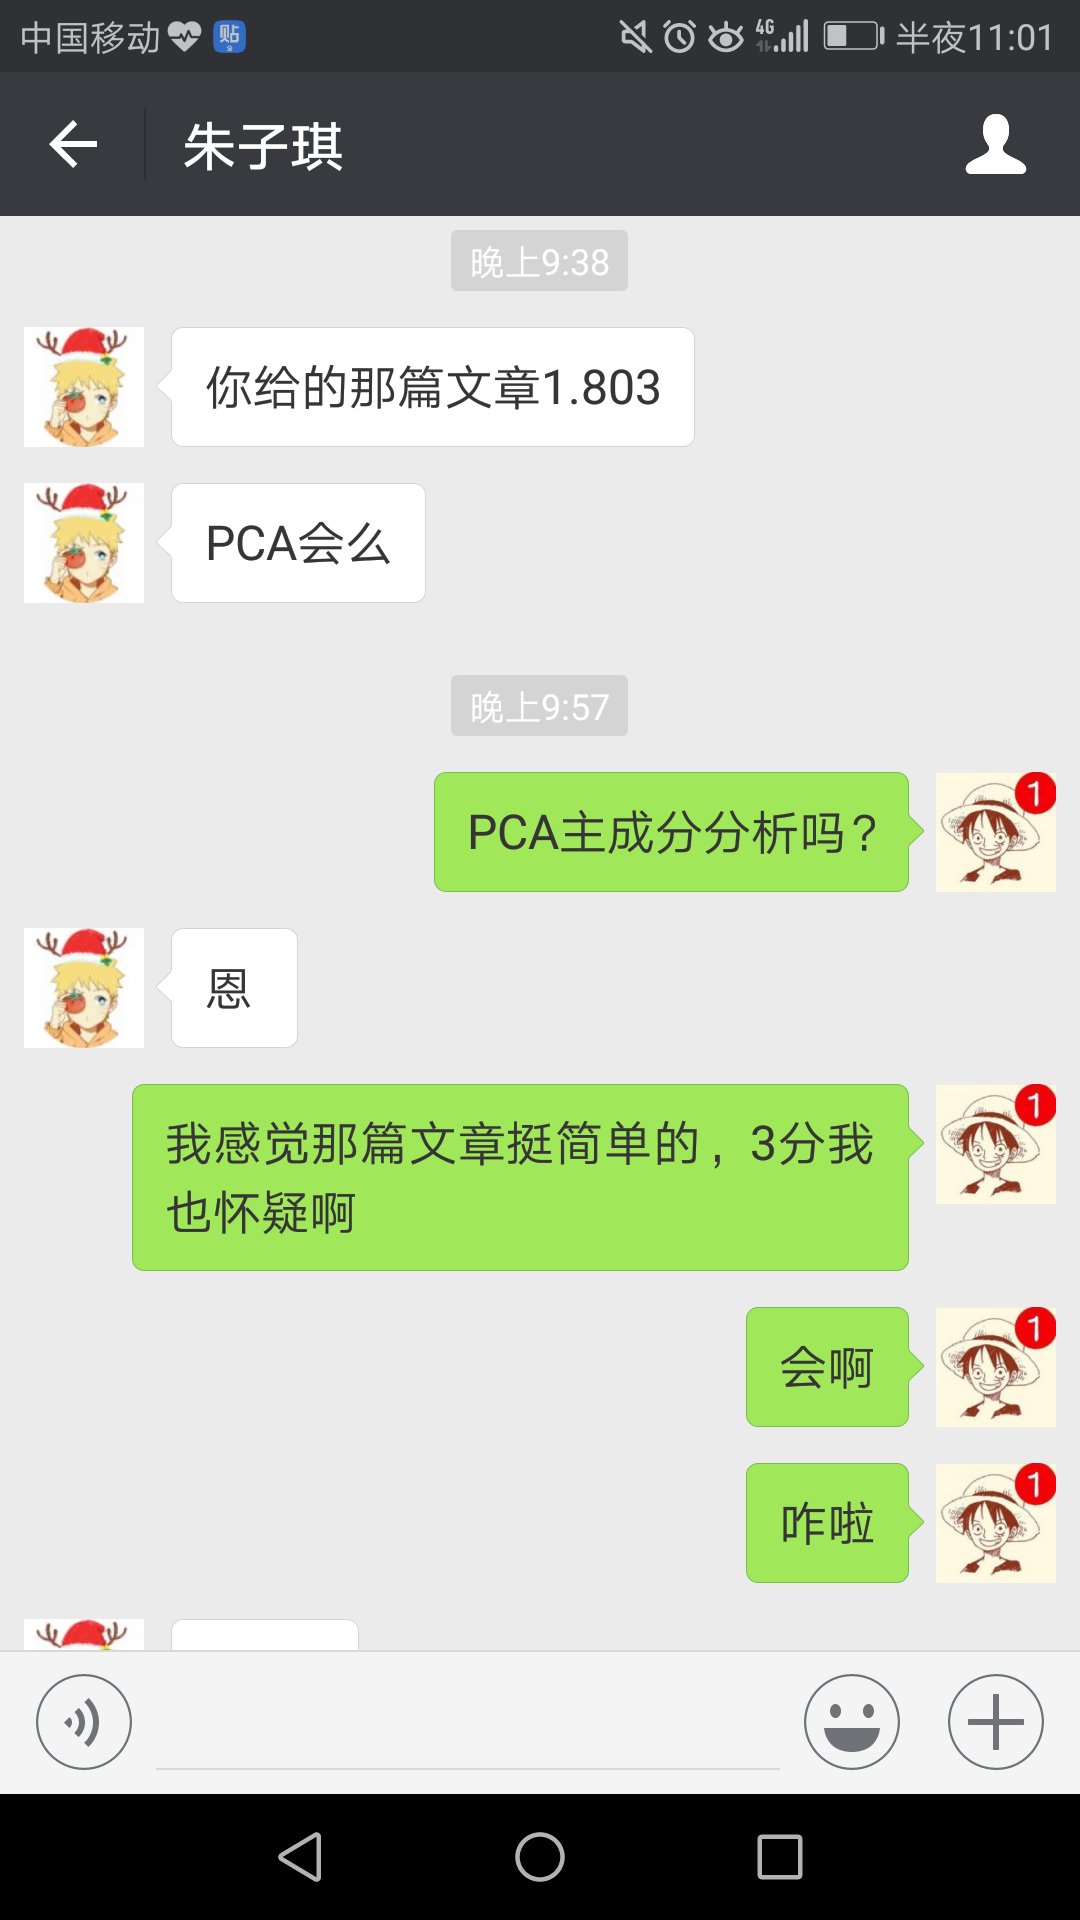 中国移动 贴 4G 半夜11:01
朱子琪
晚上9:38
你给的那篇文章1.803
PCA会么
晚上9:57
1
PCA主成分分析吗？
恩
1
我感觉那篇文章挺简单的，3分我
也怀疑啊
1
会啊
1
咋啦